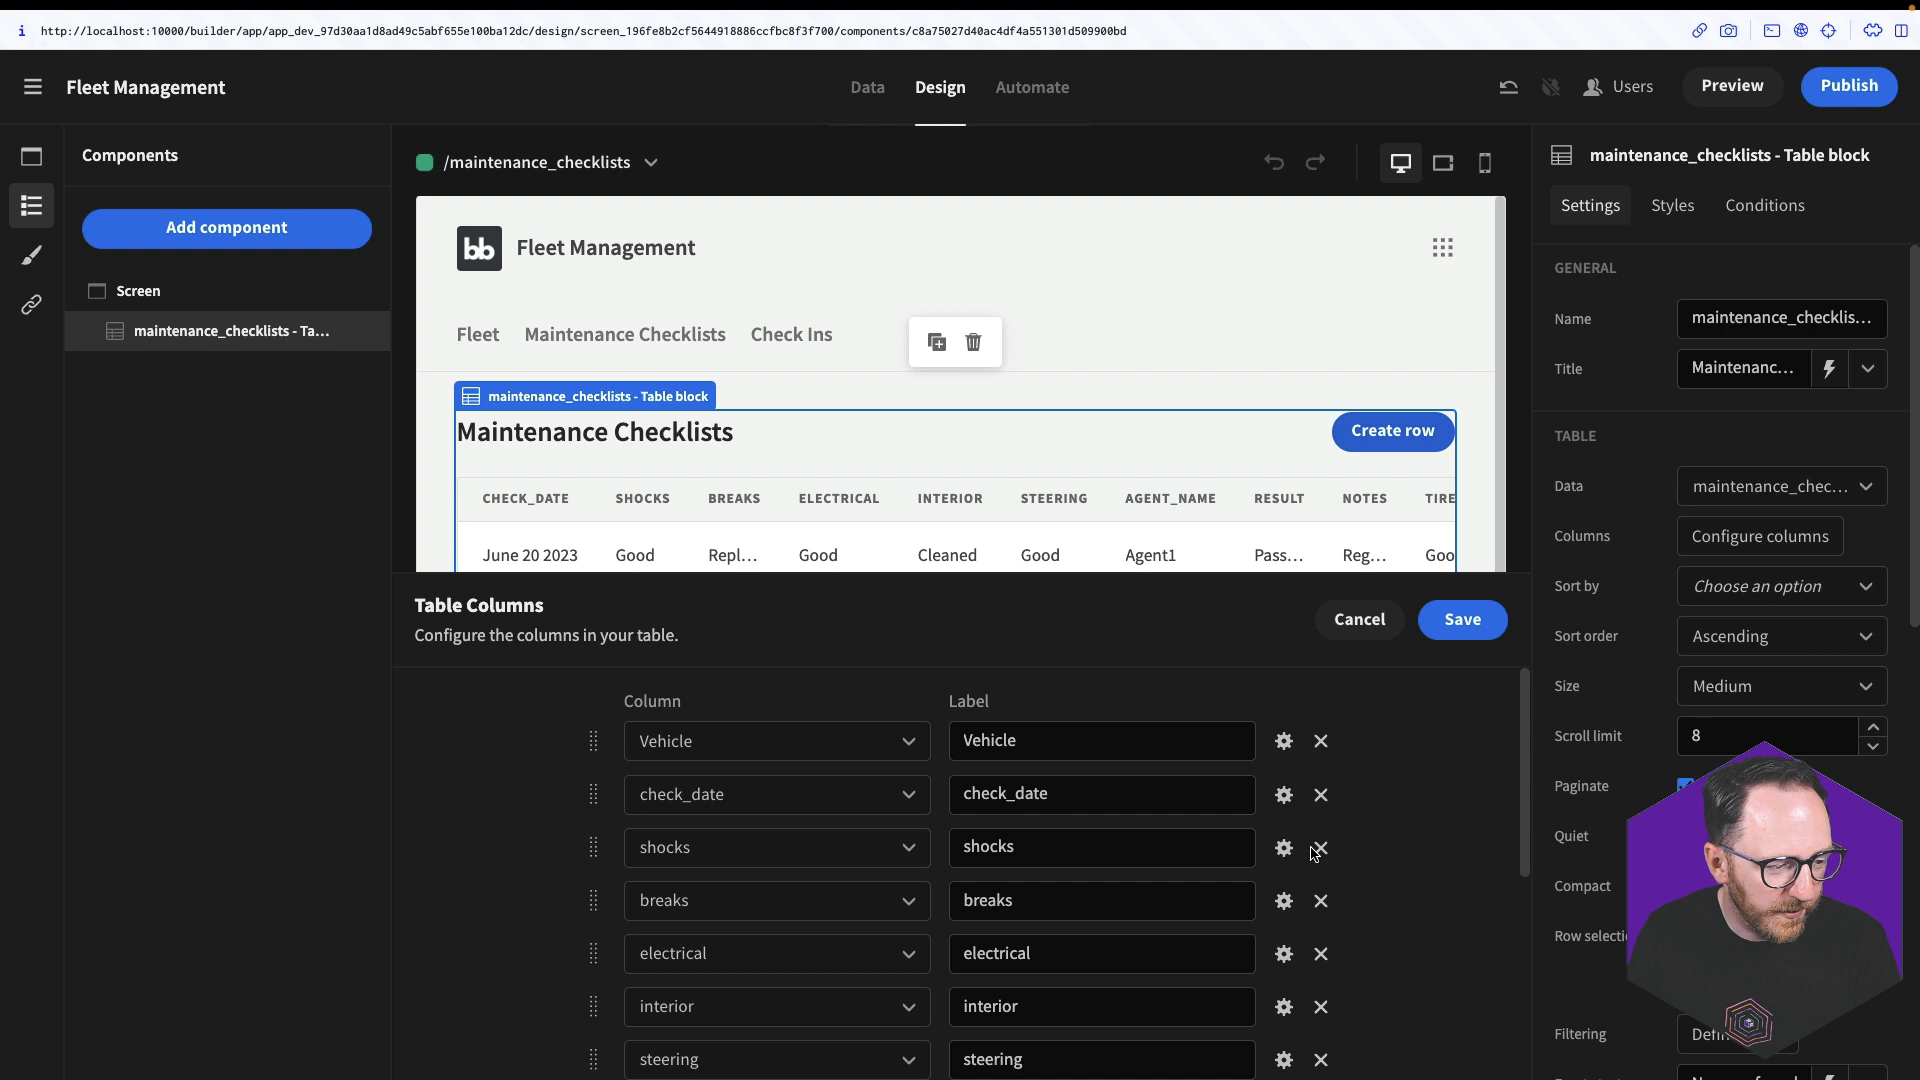 http://localhost:10000/builder/app/app_dev_97d30aa1d8ad49c5abf655e100ba12dc/design/screen_196fe8b2cf5644918886ccfbc8f3f700/components/c8a75027d40ac4df4a551301d509900bd
Fleet Management
Data
Design
Automate
Users
Preview
Publish
Components
Add component
Screen
maintenance_checklists - Ta...
/maintenance_checklists
bb
Fleet Management
Fleet
Maintenance Checklists
Check Ins
maintenance_checklists - Table block
Maintenance Checklists
Create row
CHECK_DATE SHOCKS BREAKS ELECTRICAL INTERIOR STEERING AGENT_NAME RESULT NOTES TIRE
June 20 2023 Good Repl... Good Cleaned Good Agent1 Pass... Reg... Goo
Table Columns
Configure the columns in your table.
Cancel
Save
Column Label
Vehicle Vehicle
check_date check_date
shocks shocks
breaks breaks
electrical electrical
interior interior
steering steering
maintenance_checklists - Table block
Settings
Styles
Conditions
GENERAL
Name maintenance_checklis...
Title Maintenanc...
TABLE
Data maintenance_chec...
Columns Configure columns
Sort by Choose an option
Sort order Ascending
Size Medium
Scroll limit 8
Paginate
Quiet
Compact
Row selecti
Filtering Defi